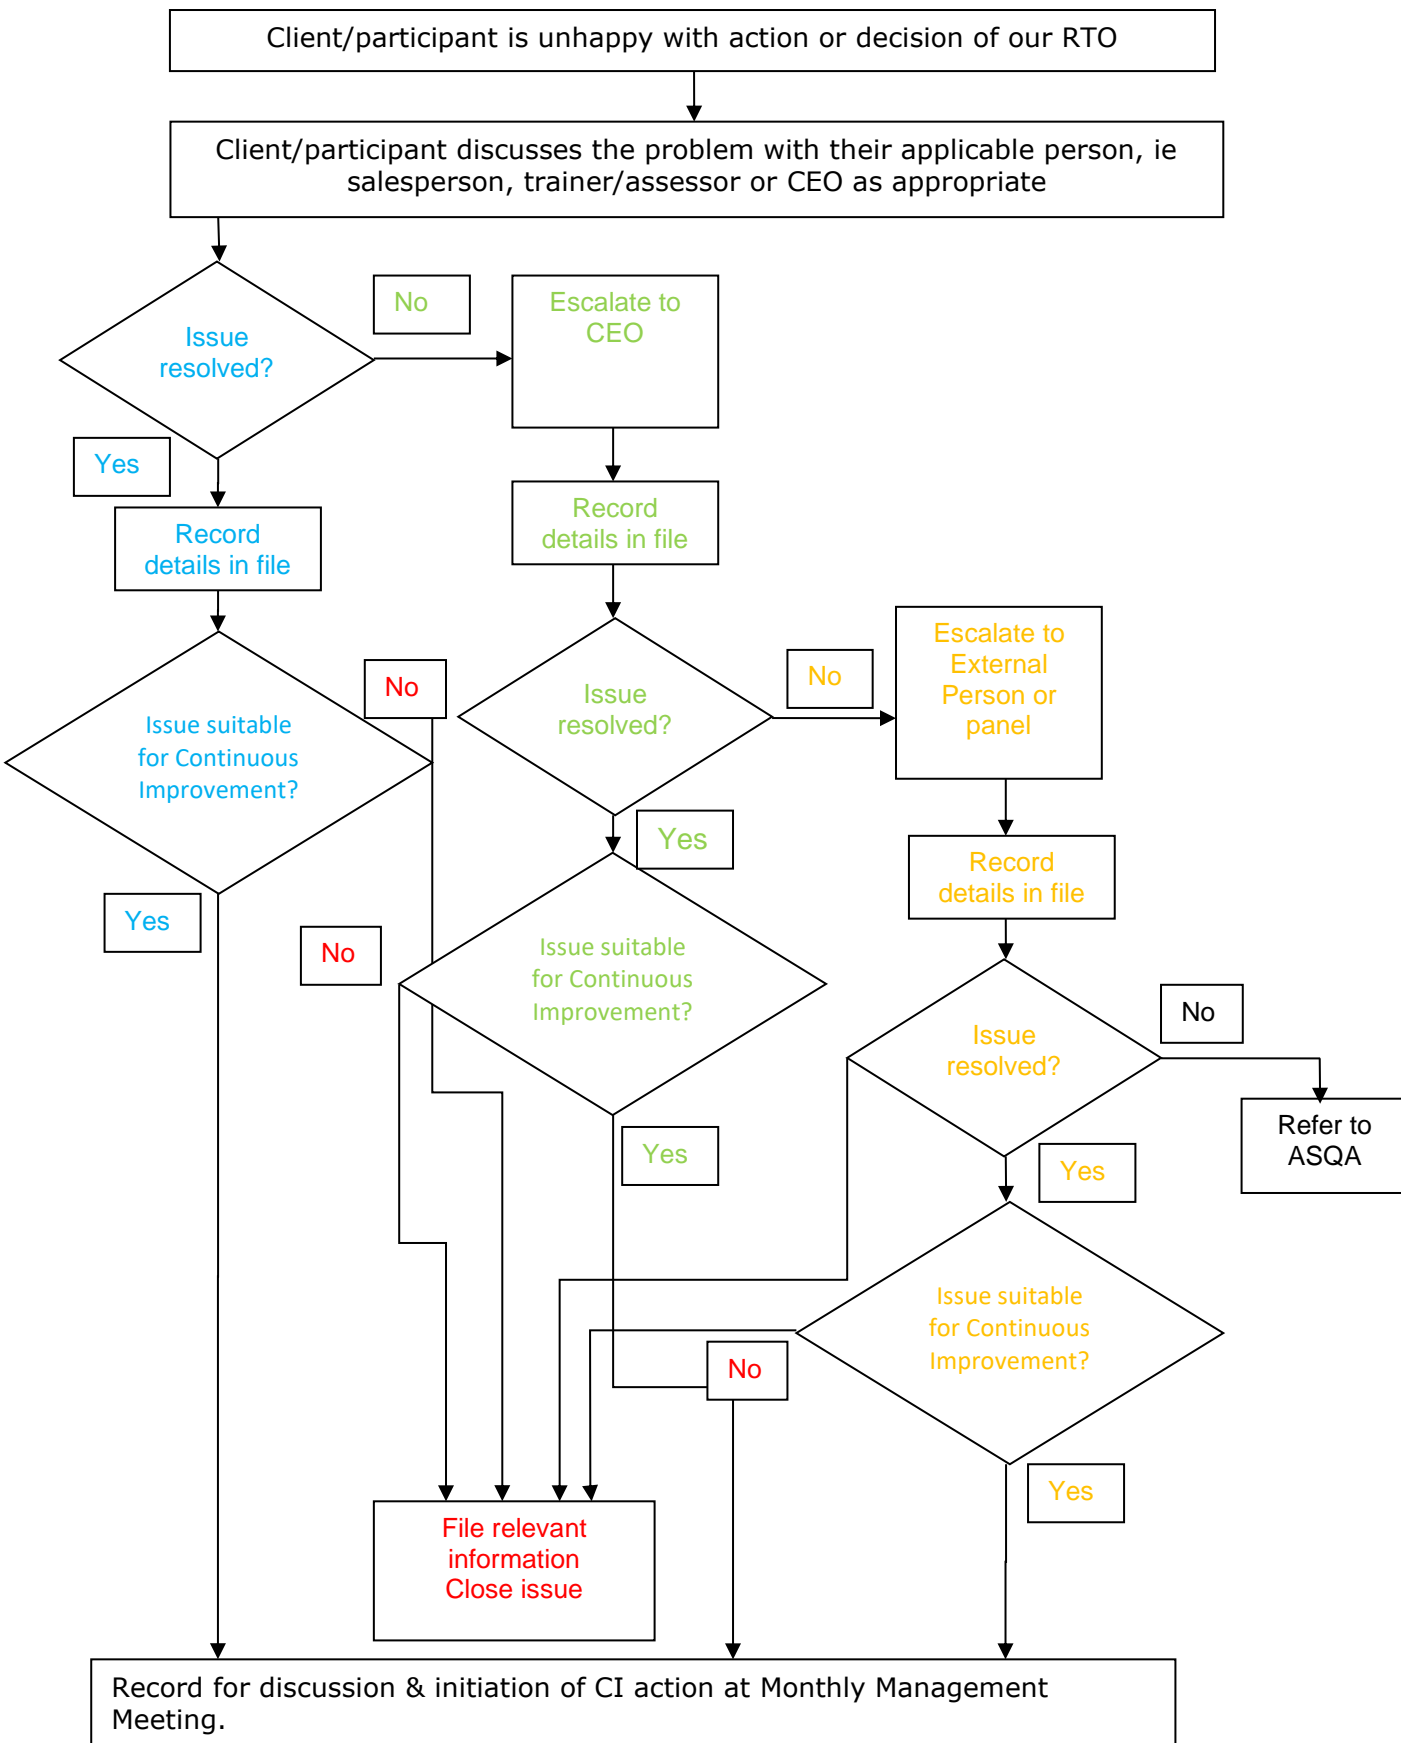 Client/participant is unhappy with action or decision of our RTO
Client/participant discusses the problem with their applicable person, ie
salesperson, trainer/assessor or CEO as appropriate
Issue
resolved?
No
Escalate to
CEO
Yes
Record
details in file
Record
details in file
Issue suitable
for Continuous
Improvement?
No
Issue
resolved?
No
Escalate to
External
Person or
panel
Yes
Yes
Record
details in file
No
Issue suitable
for Continuous
Improvement?
Issue
resolved?
No
Refer to
ASQA
Yes
Yes
Issue suitable
for Continuous
Improvement?
No
Yes
File relevant
information
Close issue
Record for discussion & initiation of CI action at Monthly Management
Meeting.